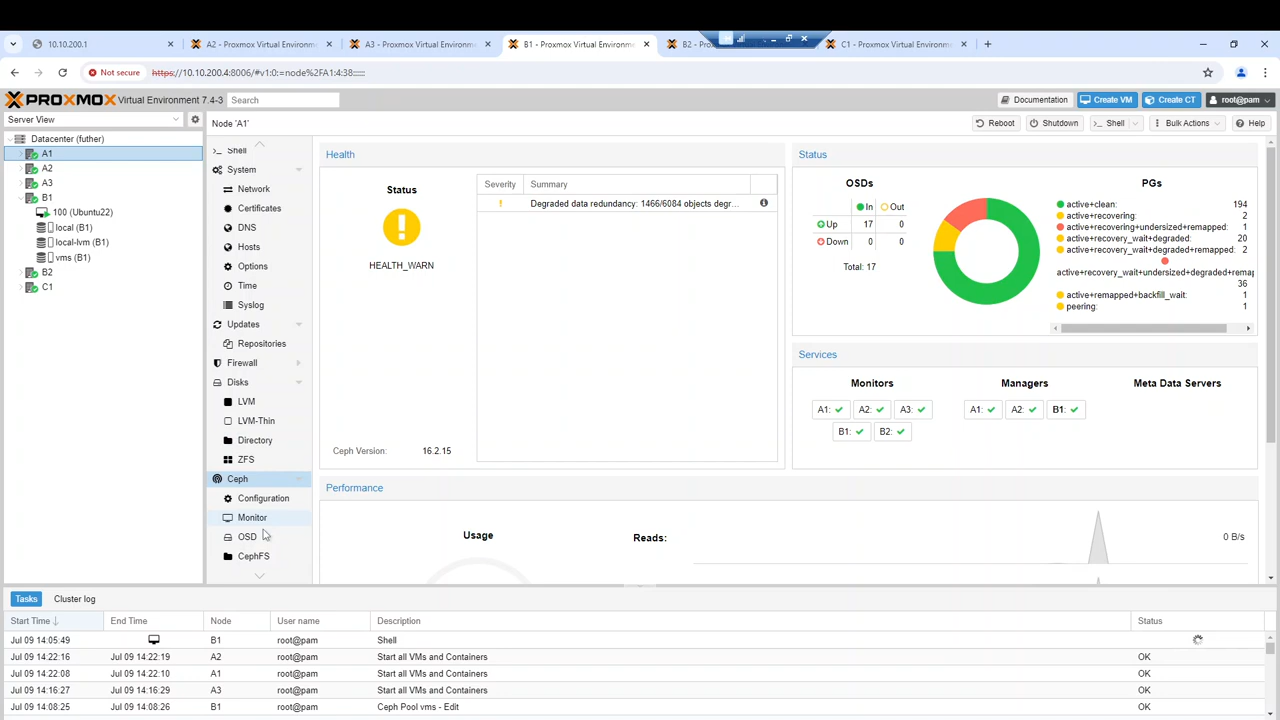 10.10.200.1
A2 - Proxmox Virtual Environme
A3 - Proxmox Virtual Environme
B1 - Proxmox Virtual Environme
B2 - Prox
C1 - Proxmox Virtual Environme
Not secure
https://10.10.200.4:8006/#v1:0:=node%2FA1:4:38::::::
PROXMOX Virtual Environment 7.4-3
Search
Documentation
Create VM
Create CT
root@pam
Server View
Node 'A1'
Reboot
Shutdown
Shell
Bulk Actions
Help
Datacenter (futher)
A1
A2
A3
B1
100 (Ubuntu22)
local (B1)
local-lvm (B1)
vms (B1)
B2
C1
Shell
System
Network
Certificates
DNS
Hosts
Options
Time
Syslog
Updates
Repositories
Firewall
Disks
LVM
LVM-Thin
Directory
ZFS
Ceph
Configuration
Monitor
OSD
CephFS
Health
Status
HEALTH_WARN
Severity Summary
! Degraded data redundancy: 1466/6084 objects degr...
Ceph Version: 16.2.15
Status
OSDs
In Out
Up 17 0
Down 0 0
Total: 17
PGs
active+clean: 194
active+recovering: 2
active+recovering+undersized+remapped: 1
active+recovery_wait+degraded: 20
active+recovery_wait+degraded+remapped: 2
active+recovery_wait+undersized+degraded+remap
36
active+remapped+backfill_wait: 1
peering: 1
Services
Monitors
A1:
A2:
A3:
B1:
B2:
Managers
A1:
A2:
B1:
Meta Data Servers
Performance
Usage
Reads:
0 B/s
Tasks
Cluster log
Start Time End Time Node User name Description Status
Jul 09 14:05:49 B1 root@pam Shell
Jul 09 14:22:16 Jul 09 14:22:19 A2 root@pam Start all VMs and Containers OK
Jul 09 14:22:08 Jul 09 14:22:10 A1 root@pam Start all VMs and Containers OK
Jul 09 14:16:27 Jul 09 14:16:29 A3 root@pam Start all VMs and Containers OK
Jul 09 14:08:25 Jul 09 14:08:26 B1 root@pam Ceph Pool vms - Edit OK